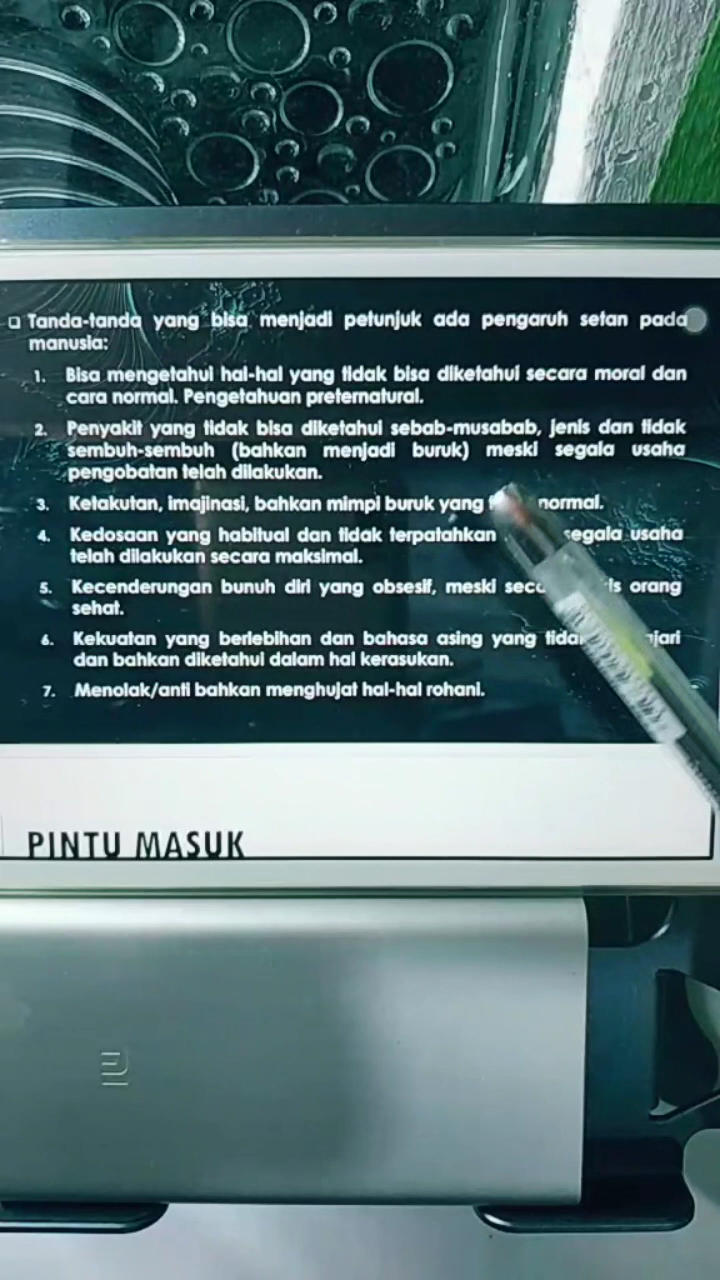 Tanda-tanda yang bisa menjadi petunjuk ada pengaruh setan pada
manusia:
1. Bisa mengetahui hal-hal yang tidak bisa diketahui secara moral dan
cara normal. Pengetahuan preternatural.
2. Penyakit yang tidak bisa diketahui sebab-musabab, jenis dan tidak
sembuh-sembuh (bahkan menjadi buruk) meski segala usaha
pengobatan telah dilakukan.
3. Ketakutan, imajinasi, bahkan mimpi buruk yang normal.
4. Kedosaan yang habitual dan tidak terpatahkan segala usaha
telah dilakukan secara maksimal.
5. Kecenderungan bunuh diri yang obsesif, meski orang
sehat.
6. Kekuatan yang berlebihan dan bahasa asing yang
dan bahkan diketahui dalam hal kerasukan.
7. Menolak/anti bahkan menghujat hal-hal rohani.
PINTU MASUK